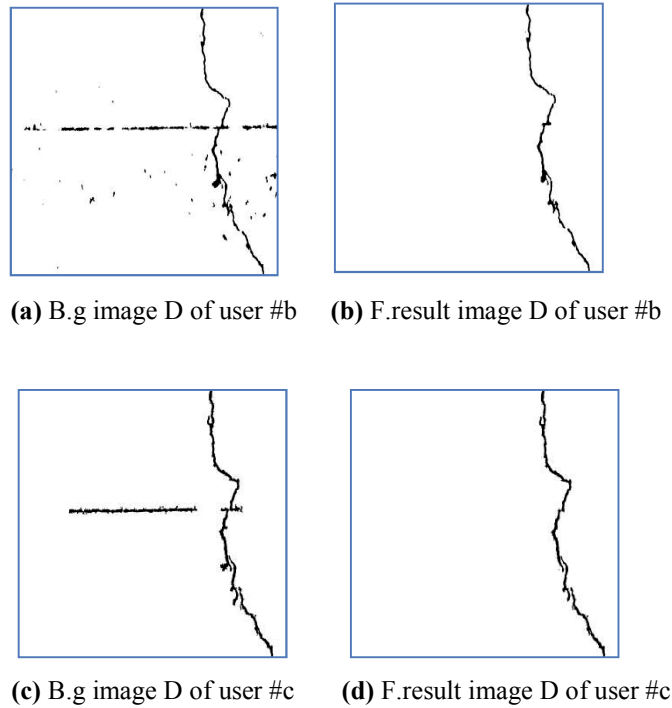 (a) B.g image D of user #b
(b) F.result image D of user #b
(c) B.g image D of user #c
(d) F.result image D of user #c